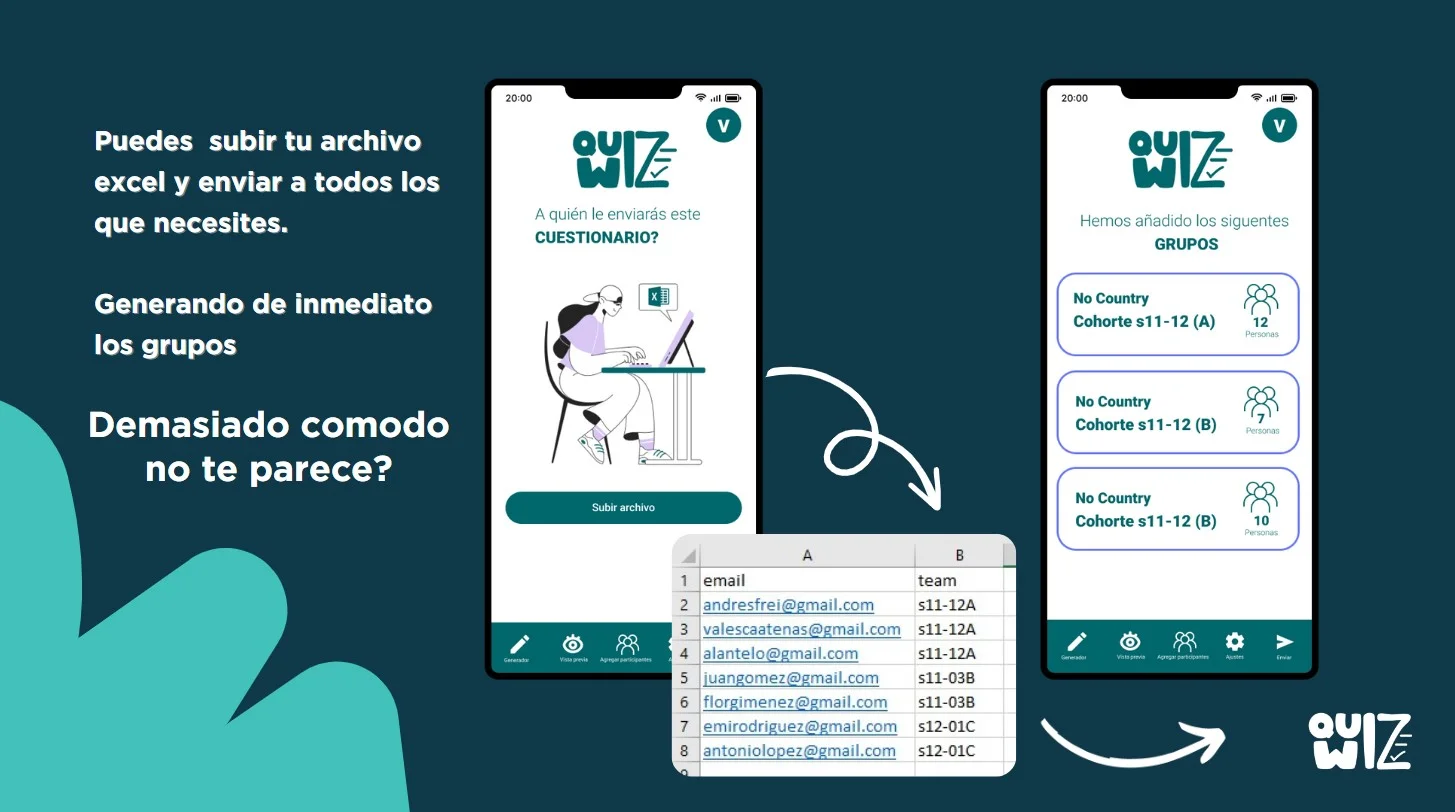 Puedes subir tu archivo
excel y enviar a todos los
que necesites.
Generando de inmediato
los grupos
Demasiado comodo
no te parece?
20:00
V
QUIZ
W
A quién le enviarás este
CUESTIONARIO?
X
Subir archivo
Generador
Vista previa
Agregar participantes
A B
1 email team
2 andresfrei@gmail.com s11-12A
3 valescaatenas@gmail.com s11-12A
4 alantelo@gmail.com s11-12A
5 juangomez@gmail.com s11-03B
6 florgimenez@gmail.com s11-03B
7 emirodriguez@gmail.com s12-01C
8 antoniolopez@gmail.com s12-01C
9
20:00
V
QUIZ
W
Hemos añadido los siguentes
GRUPOS
No Country
Cohorte s11-12 (A)
12
Personas
No Country
Cohorte s11-12 (B)
7
Personas
No Country
Cohorte s11-12 (B)
10
Personas
Generador
Vista previa
Agregar participantes
Ajustes
Enviar
QUIZ
W